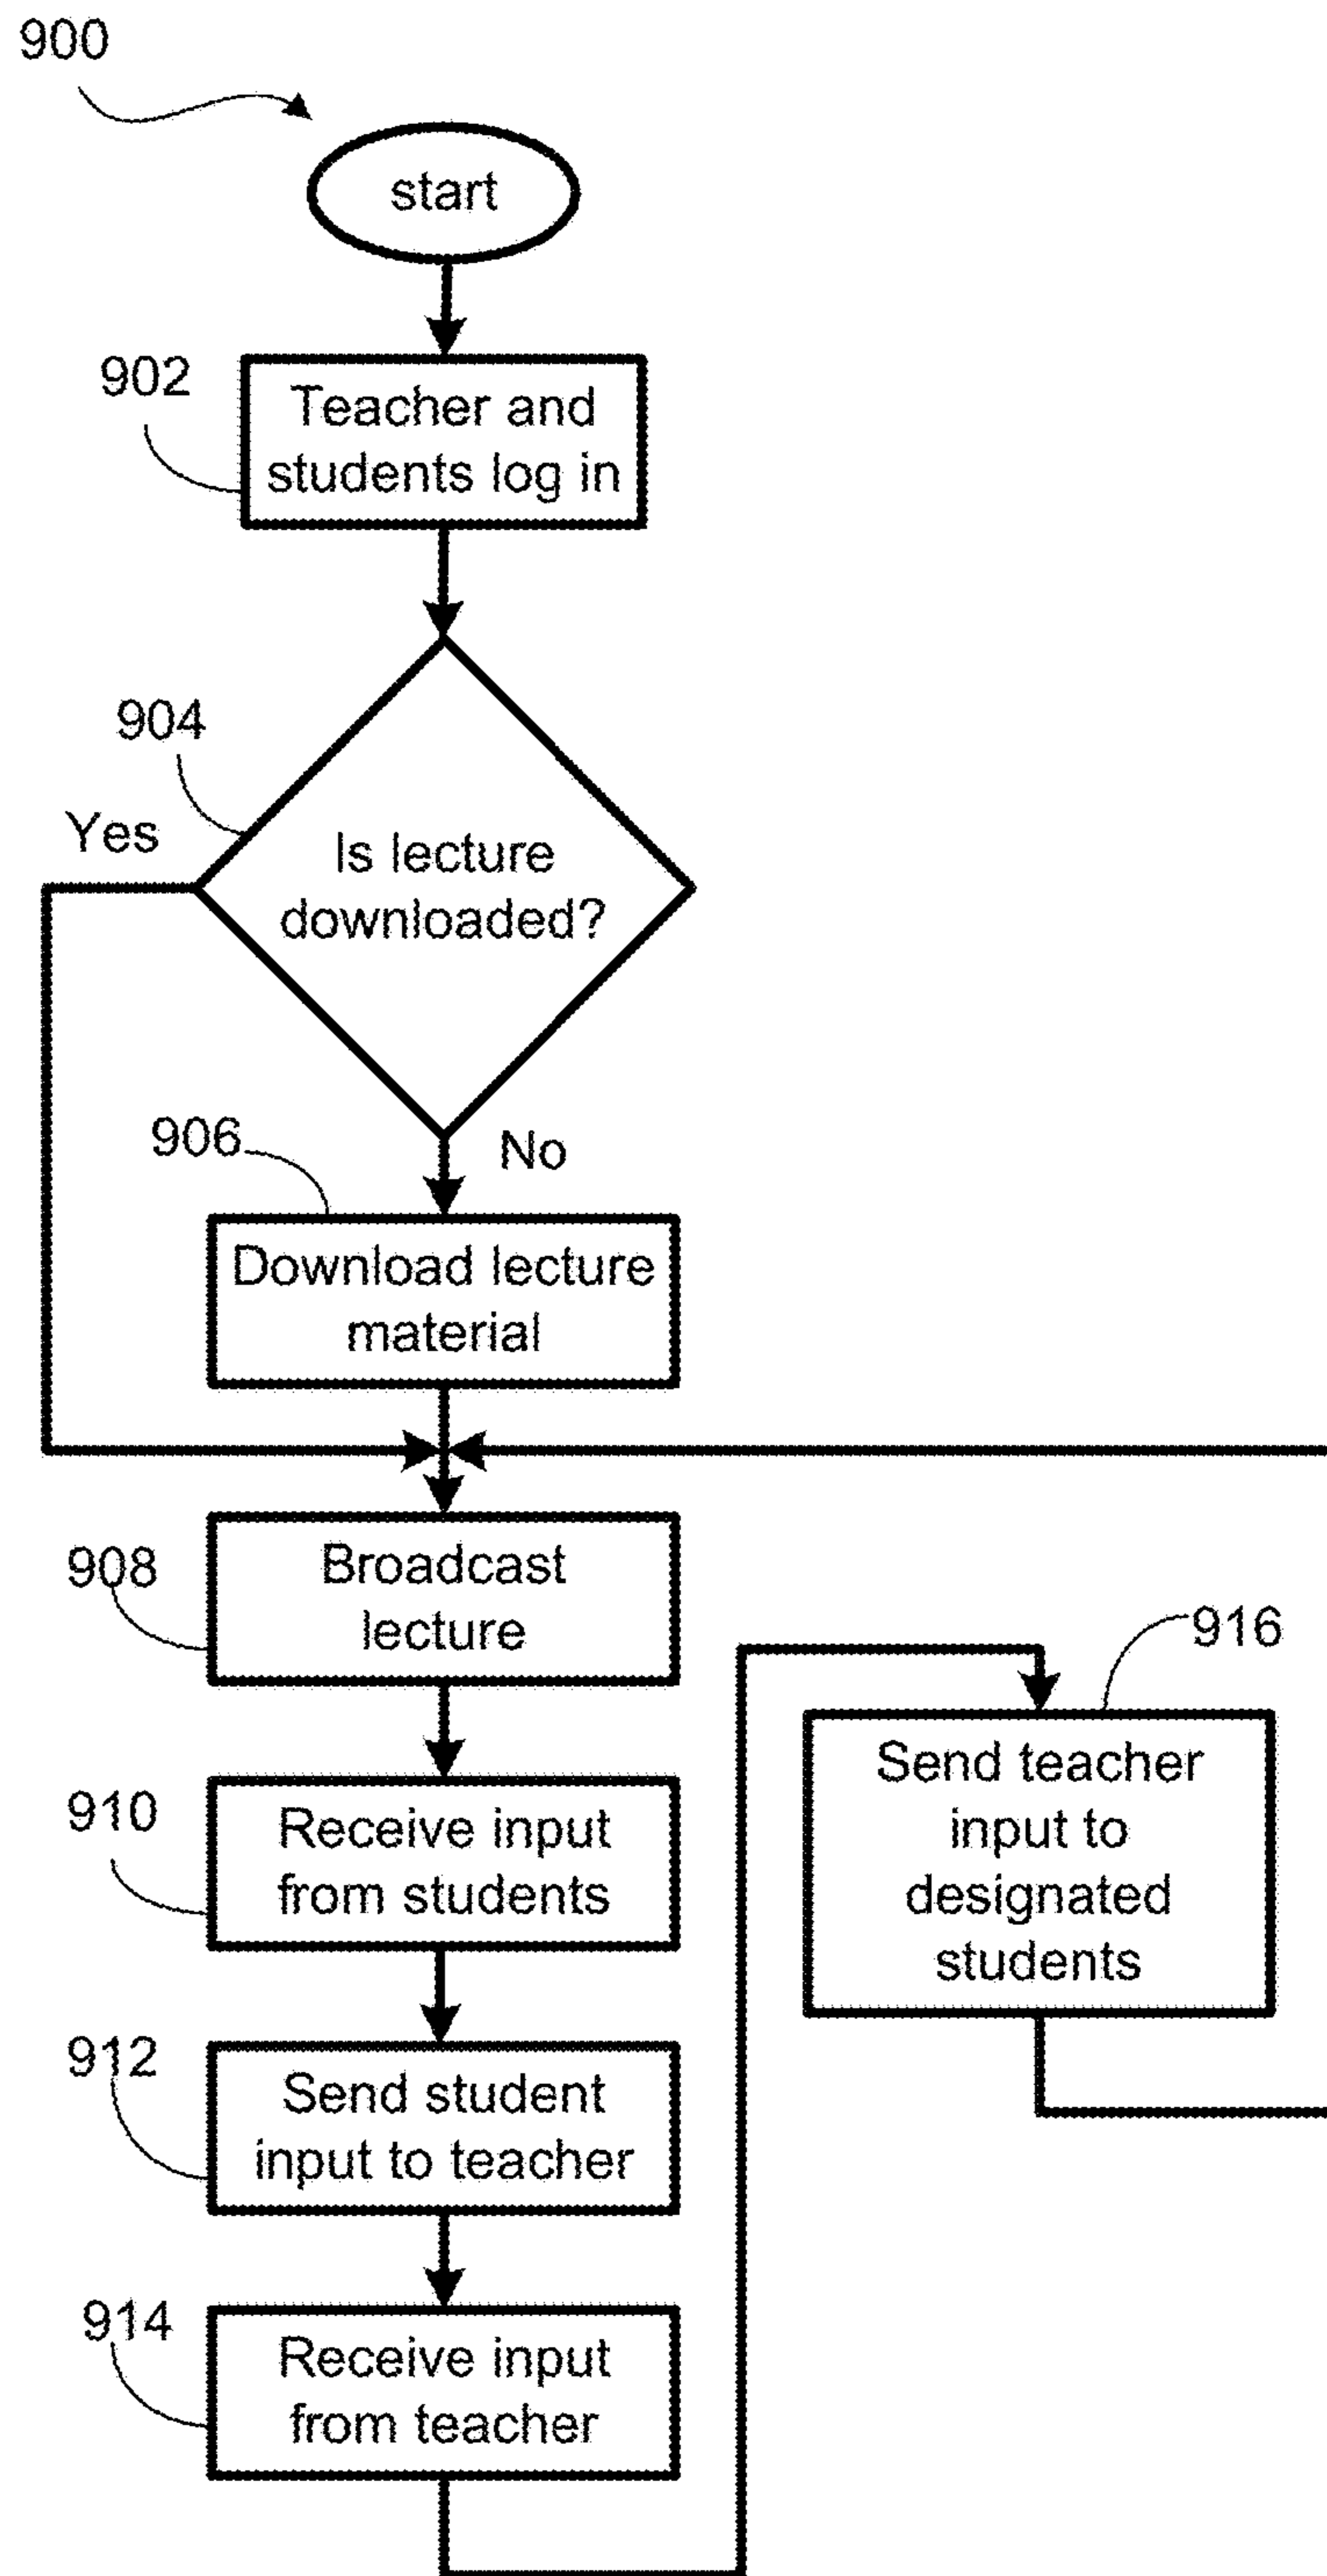 900
start
902
Teacher and
students log in
904
Yes
Is lecture
downloaded?
906
No
Download lecture
material
908
Broadcast
lecture
910
Receive input
from students
912
Send student
input to teacher
914
Receive input
from teacher
916
Send teacher
input to
designated
students